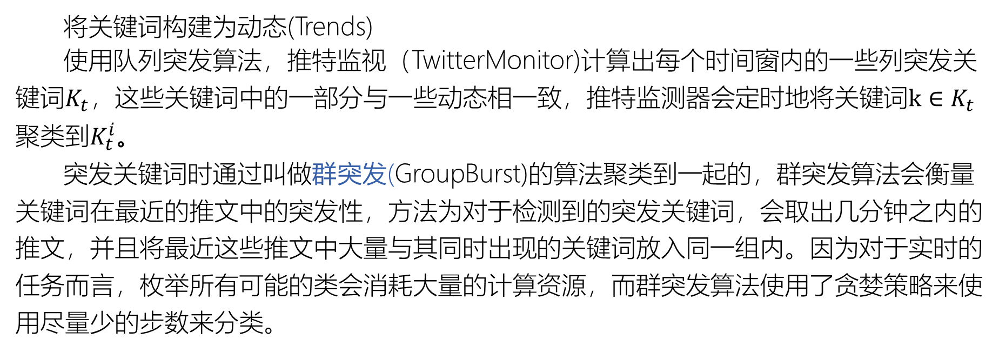 将关键词构建为动态(Trends)
使用队列突发算法，推特监视（TwitterMonitor)计算出每个时间窗内的一些列突发关
键词K_t，这些关键词中的一部分与一些动态相一致，推特监测器会定时地将关键词k ∈ K_t
聚类到K_t^i。
突发关键词时通过叫做群突发(GroupBurst)的算法聚类到一起的，群突发算法会衡量
关键词在最近的推文中的突发性，方法为对于检测到的突发关键词，会取出几分钟之内的
推文，并且将最近这些推文中大量与其同时出现的关键词放入同一组内。因为对于实时的
任务而言，枚举所有可能的类会消耗大量的计算资源，而群突发算法使用了贪婪策略来使
用尽量少的步数来分类。